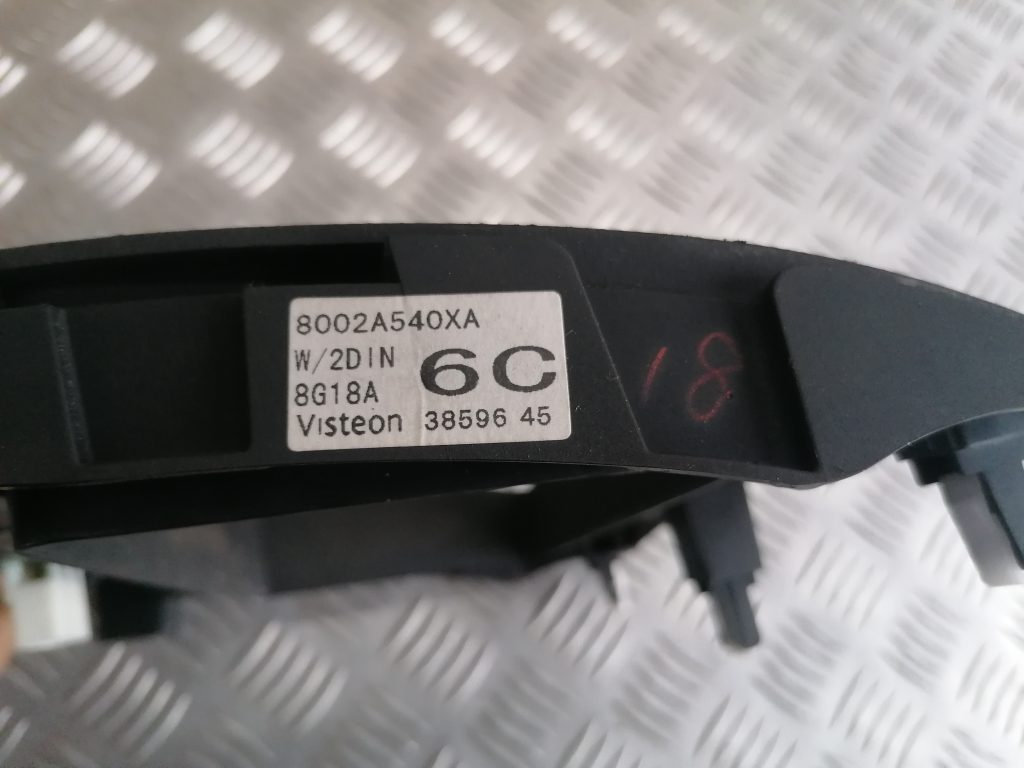 8002A540XA
W/2DIN 6C
8G18A
Visteon 38596 45
18